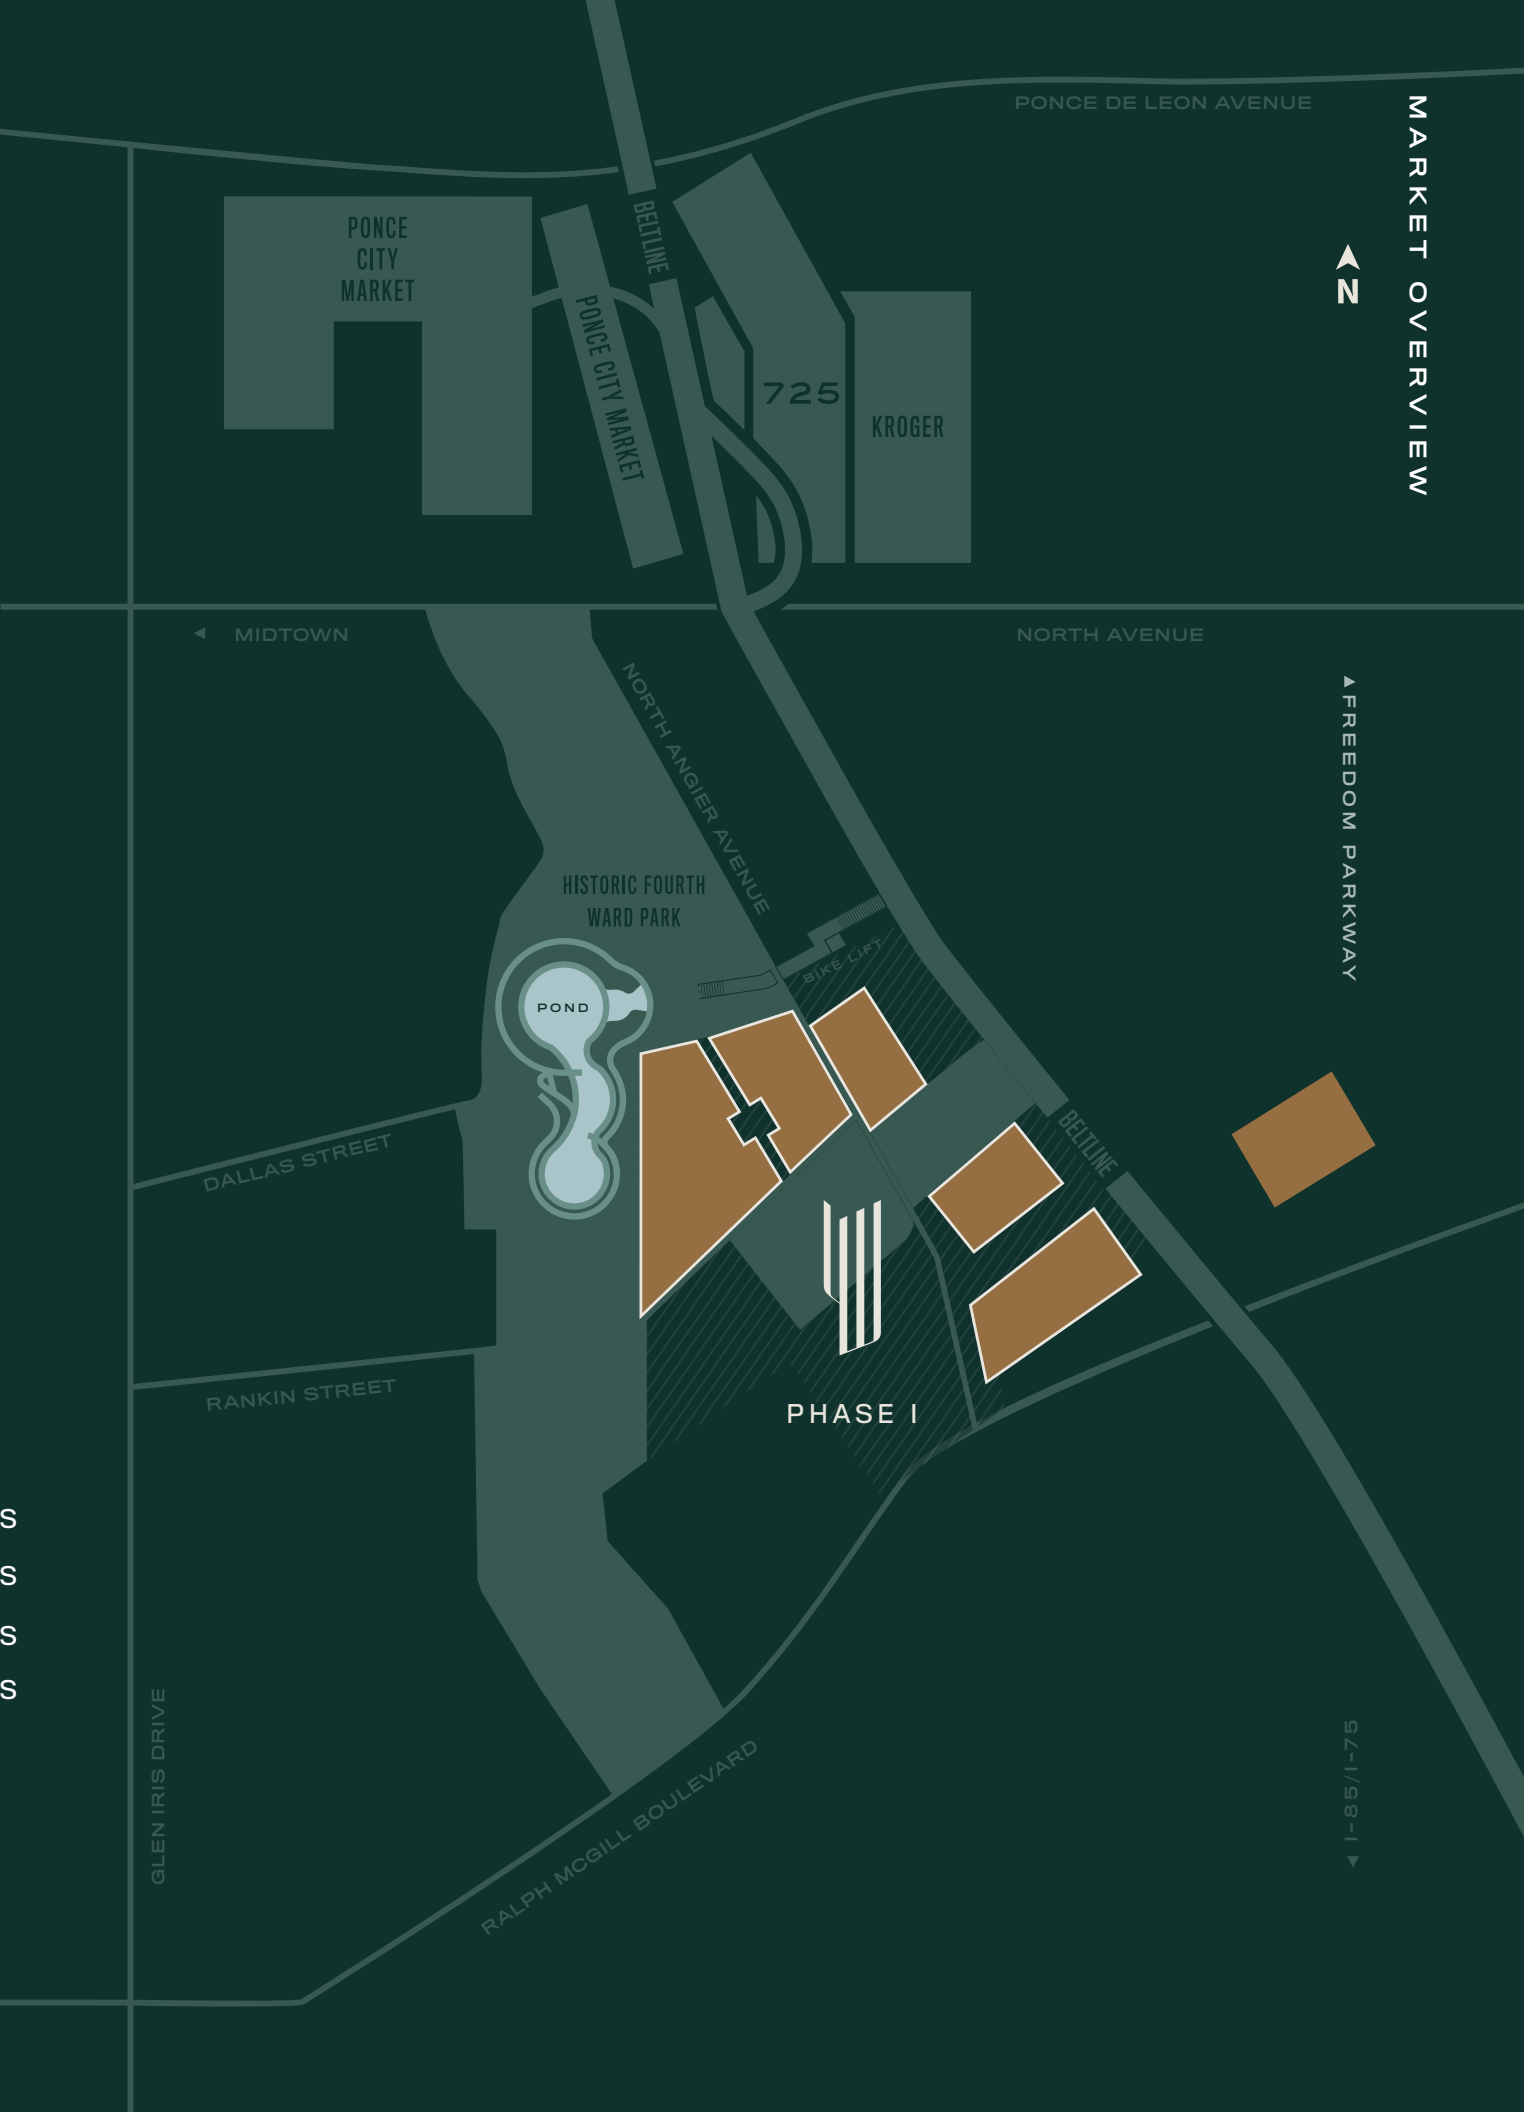 PONCE DE LEON AVENUE
MARKET OVERVIEW
N
PONCE
CITY
MARKET
BELTLINE
PONCE CITY MARKET
725
KROGER
MIDTOWN
NORTH AVENUE
NORTH ANGIER AVENUE
FREEDOM PARKWAY
HISTORIC FOURTH
WARD PARK
BIKE LIFT
POND
BELTLINE
DALLAS STREET
RANKIN STREET
PHASE I
S
S
S
S
GLEN IRIS DRIVE
RALPH MCGILL BOULEVARD
I-85/I-75